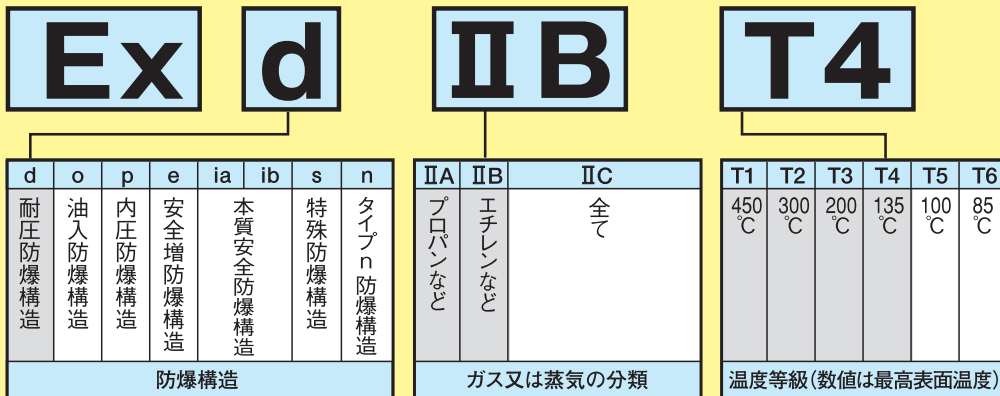 Ex d ⅡB T4
d o p e ia ib s n
耐圧防爆構造
油入防爆構造
内圧防爆構造
安全増防爆構造
本質安全防爆構造
特殊防爆構造
タイプn防爆構造
防爆構造
ⅡA ⅡB ⅡC
プロパンなど
エチレンなど
全て
ガス又は蒸気の分類
T1 T2 T3 T4 T5 T6
450℃ 300℃ 200℃ 135℃ 100℃ 85℃
温度等級(数値は最高表面温度)